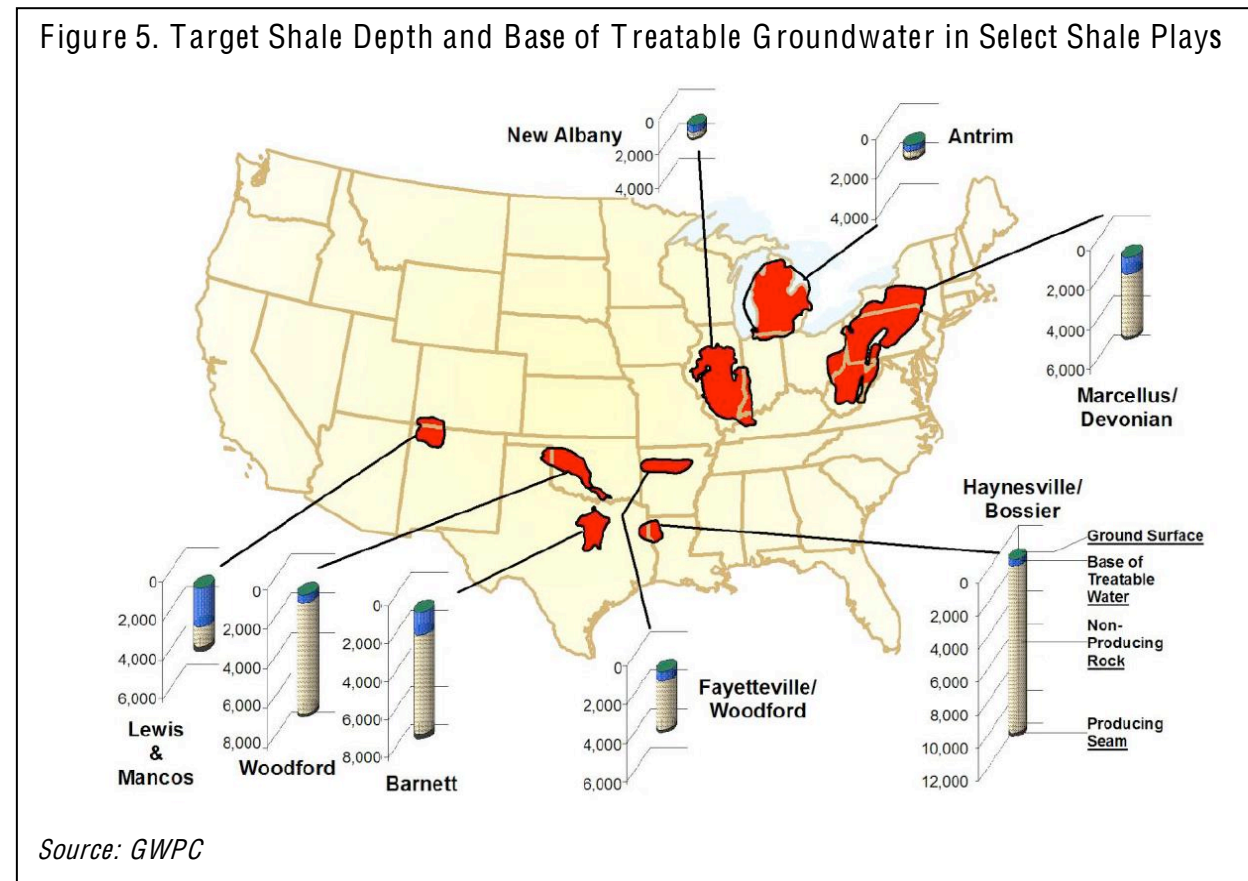 Figure 5. Target Shale Depth and Base of Treatable Groundwater in Select Shale Plays
New Albany
0
2,000
4,000
Antrim
0
2,000
4,000
0
2,000
4,000
6,000
Marcellus/
Devonian
Haynesville/
Bossier
Ground Surface
Base of
Treatable
Water
Non-
Producing
Rock
Producing
Seam
0
2,000
4,000
6,000
8,000
10,000
12,000
0
2,000
4,000
6,000
Lewis
&
Mancos
0
2,000
4,000
6,000
8,000
Woodford
0
2,000
4,000
6,000
8,000
Barnett
0
2,000
4,000
6,000
Fayetteville/
Woodford
Source: GWPC